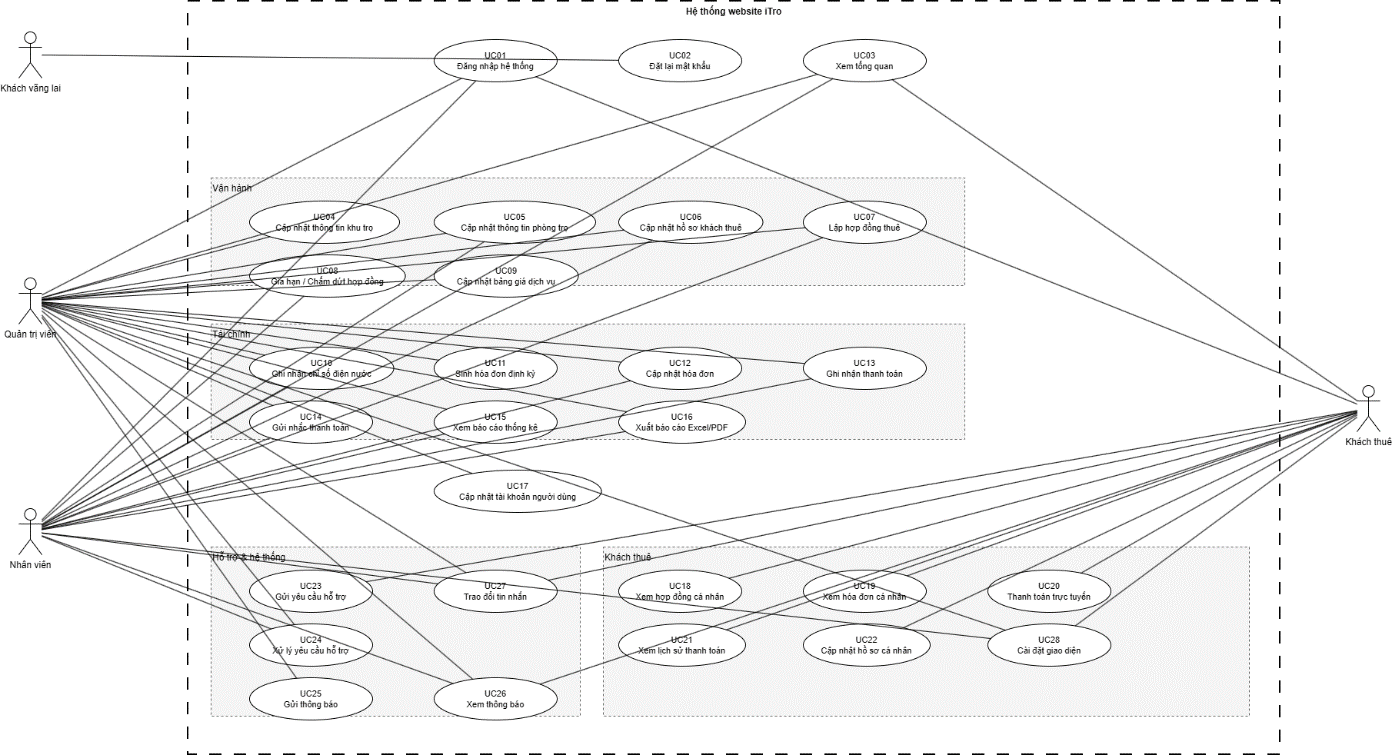 Hệ thống website iTro
Khách vãng lai
UC01
Đăng nhập hệ thống
UC02
Đặt lại mật khẩu
UC03
Xem tổng quan
Vận hành
UC04
Cập nhật thông tin khu trọ
UC05
Cập nhật thông tin phòng trọ
UC06
Cập nhật hồ sơ khách thuê
UC07
Lập hợp đồng thuê
UC08
Gia hạn / Chấm dứt hợp đồng
UC09
Cập nhật bảng giá dịch vụ
Quản trị viên
Tài chính
UC10
Ghi nhận chỉ số điện nước
UC11
Sinh hóa đơn định kỳ
UC12
Cập nhật hóa đơn
UC13
Ghi nhận thanh toán
UC14
Gửi nhắc thanh toán
UC15
Xem báo cáo thống kê
UC16
Xuất báo cáo Excel/PDF
Khách thuê
UC17
Cập nhật tài khoản người dùng
Nhân viên
Hỗ trợ & hệ thống
UC23
Gửi yêu cầu hỗ trợ
UC27
Trao đổi tin nhắn
UC24
Xử lý yêu cầu hỗ trợ
UC25
Gửi thông báo
UC26
Xem thông báo
Khách thuê
UC18
Xem hợp đồng cá nhân
UC19
Xem hóa đơn cá nhân
UC20
Thanh toán trực tuyến
UC21
Xem lịch sử thanh toán
UC22
Cập nhật hồ sơ cá nhân
UC28
Cài đặt giao diện